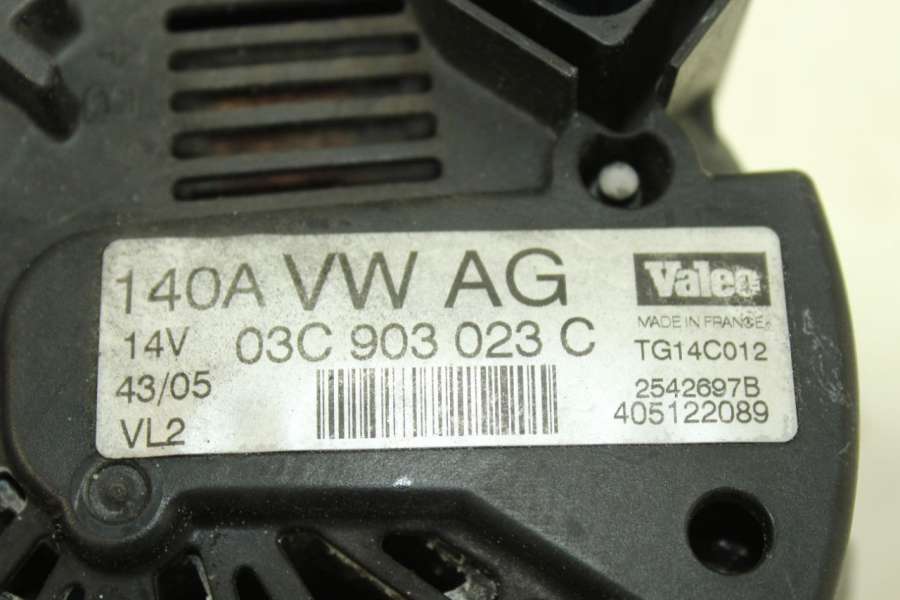 140A VW AG
14V 03C 903 023 C
43/05
VL2
Valeo
MADE IN FRANCE
TG14C012
2542697B
405122089